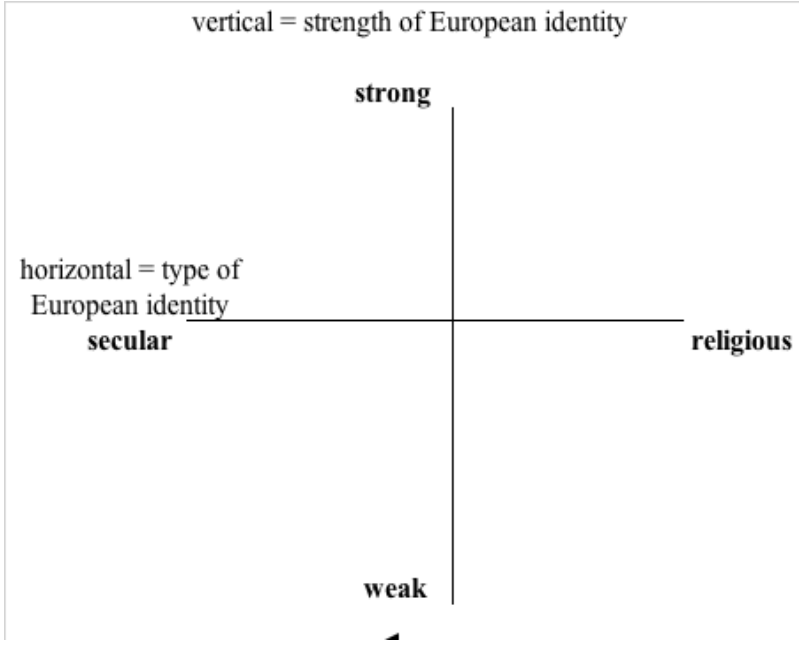 vertical = strength of European identity
strong
horizontal = type of
European identity
secular
religious
weak